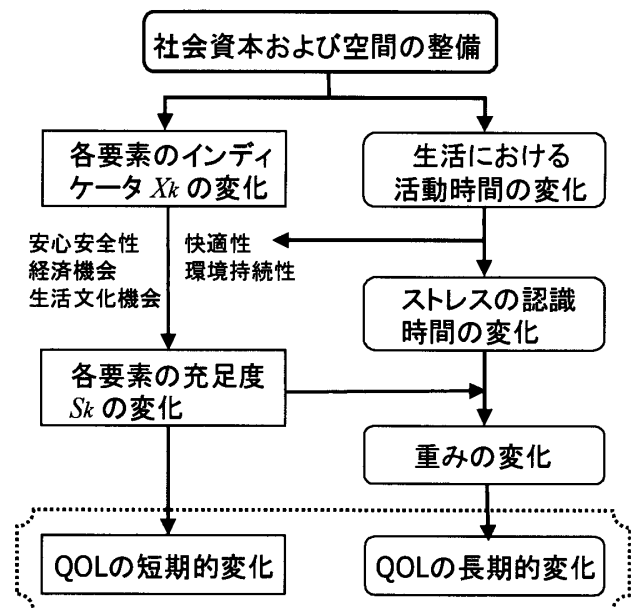 社会資本および空間の整備
各要素のインディ
ケータ Xk の変化
生活における
活動時間の変化
安心安全性
経済機会
生活文化機会
快適性
環境持続性
ストレスの認識
時間の変化
各要素の充足度
Sk の変化
重みの変化
QOLの短期的変化
QOLの長期的変化